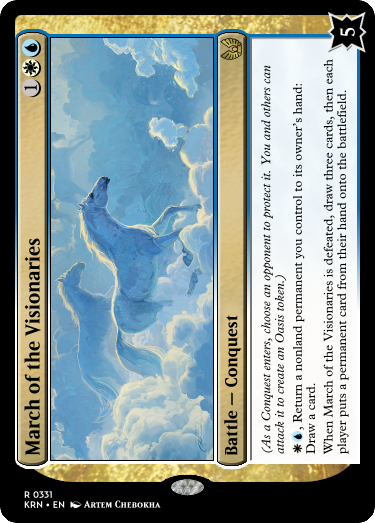 March of the Visionaries 1
Battle — Conquest
(As a Conquest enters, choose an opponent to protect it. You and others can
attack it to create an Oasis token.)
, Return a nonland permanent you control to its owner's hand:
Draw a card.
When March of the Visionaries is defeated, draw three cards, then each
player puts a permanent card from their hand onto the battlefield.
5
R 0331
KRN • EN Artem Chebokha